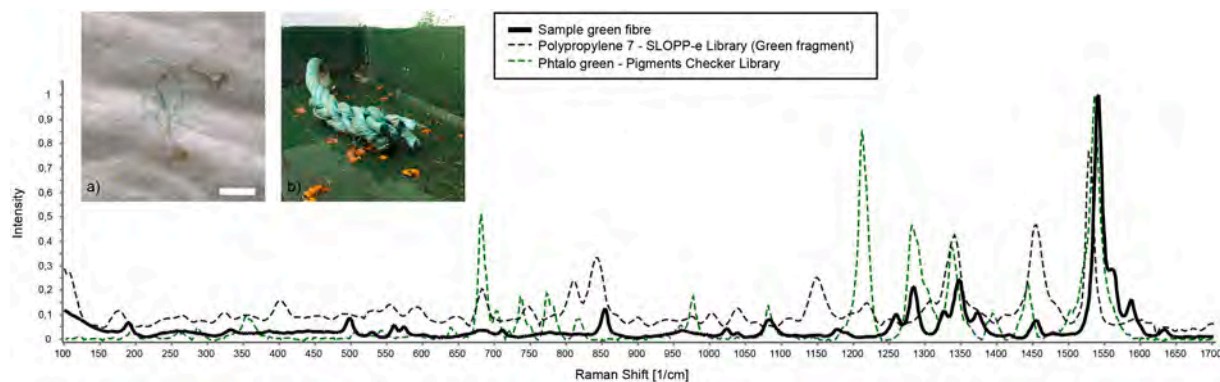 Sample green fibre
Polypropylene 7 - SLOPP-e Library (Green fragment)
Phtalo green - Pigments Checker Library
a)
b)
Intensity
1
0,9
0,8
0,7
0,6
0,5
0,4
0,3
0,2
0,1
0
100 150 200 250 300 350 400 450 500 550 600 650 700 750 800 850 900 950 1000 1050 1100 1150 1200 1250 1300 1350 1400 1450 1500 1550 1600 1650 1700
Raman Shift [1/cm]